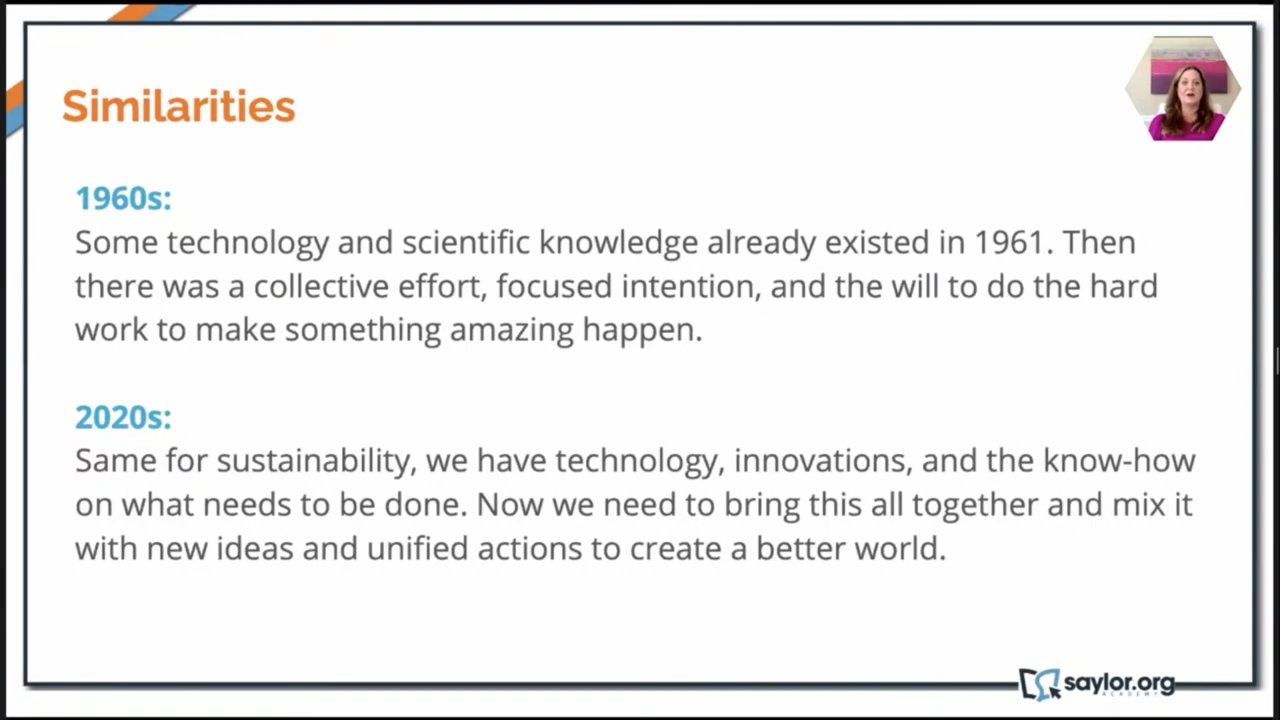 Similarities
1960s:
Some technology and scientific knowledge already existed in 1961. Then
there was a collective effort, focused intention, and the will to do the hard
work to make something amazing happen.
2020s:
Same for sustainability, we have technology, innovations, and the know-how
on what needs to be done. Now we need to bring this all together and mix it
with new ideas and unified actions to create a better world.
saylor.org
ACADEMY